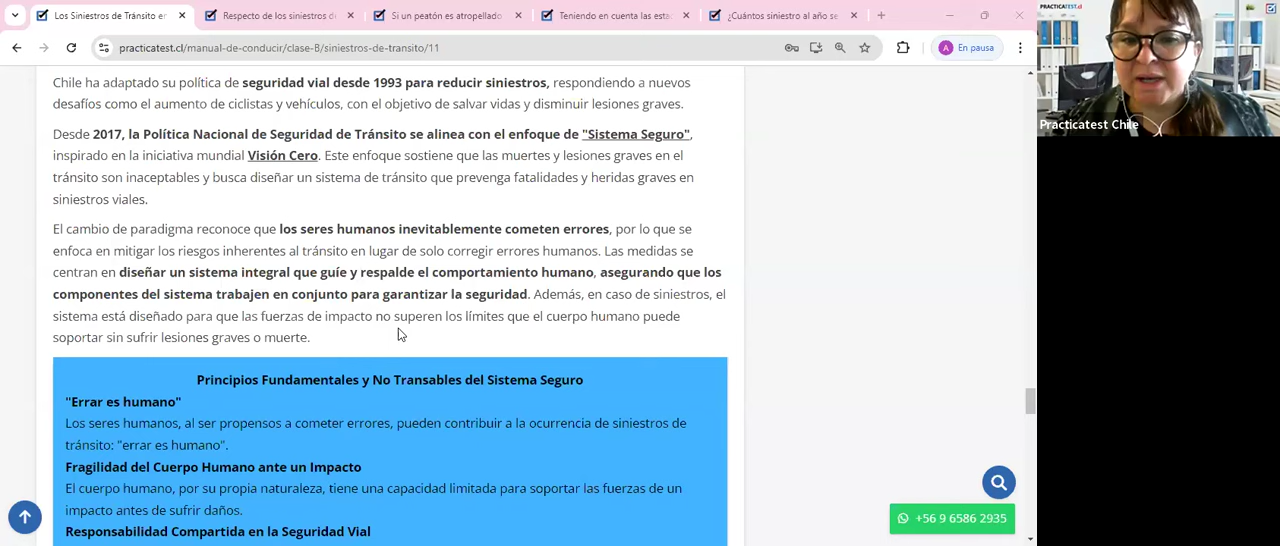 Los Siniestros de Tránsito en
Respecto de los siniestros de
Si un peatón es atropellado
Teniendo en cuenta las esta
¿Cuántos siniestro al año se
practicatest.cl/manual-de-conducir/clase-B/siniestros-de-transito/11
A
En pausa
PRACTICATEST.cl
Practicatest Chile
Chile ha adaptado su política de seguridad vial desde 1993 para reducir siniestros, respondiendo a nuevos
desafíos como el aumento de ciclistas y vehículos, con el objetivo de salvar vidas y disminuir lesiones graves.
Desde 2017, la Política Nacional de Seguridad de Tránsito se alinea con el enfoque de "Sistema Seguro",
inspirado en la iniciativa mundial Visión Cero. Este enfoque sostiene que las muertes y lesiones graves en el
tránsito son inaceptables y busca diseñar un sistema de tránsito que prevenga fatalidades y heridas graves en
siniestros viales.
El cambio de paradigma reconoce que los seres humanos inevitablemente cometen errores, por lo que se
enfoca en mitigar los riesgos inherentes al tránsito en lugar de solo corregir errores humanos. Las medidas se
centran en diseñar un sistema integral que guíe y respalde el comportamiento humano, asegurando que los
componentes del sistema trabajen en conjunto para garantizar la seguridad. Además, en caso de siniestros, el
sistema está diseñado para que las fuerzas de impacto no superen los límites que el cuerpo humano puede
soportar sin sufrir lesiones graves o muerte.
Principios Fundamentales y No Transables del Sistema Seguro
"Errar es humano"
Los seres humanos, al ser propensos a cometer errores, pueden contribuir a la ocurrencia de siniestros de
tránsito: "errar es humano".
Fragilidad del Cuerpo Humano ante un Impacto
El cuerpo humano, por su propia naturaleza, tiene una capacidad limitada para soportar las fuerzas de un
impacto antes de sufrir daños.
Responsabilidad Compartida en la Seguridad Vial
+56 9 6586 2935